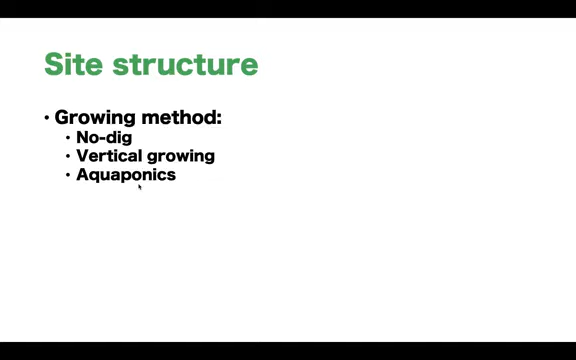 Site structure
• Growing method:
• No-dig
• Vertical growing
• Aquaponics